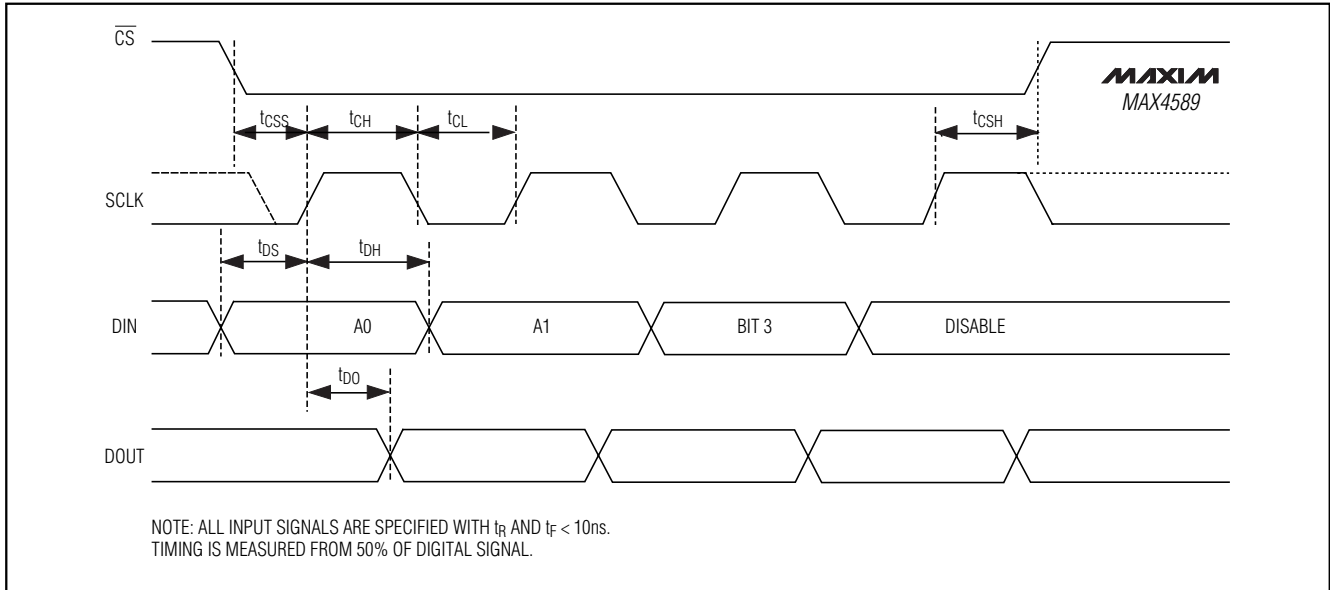 CS
MAXIM
MAX4589
tCSS
tCH
tCL
tCSH
SCLK
tDS
tDH
DIN
A0
A1
BIT 3
DISABLE
tDO
DOUT
NOTE: ALL INPUT SIGNALS ARE SPECIFIED WITH tR AND tF < 10ns.
TIMING IS MEASURED FROM 50% OF DIGITAL SIGNAL.